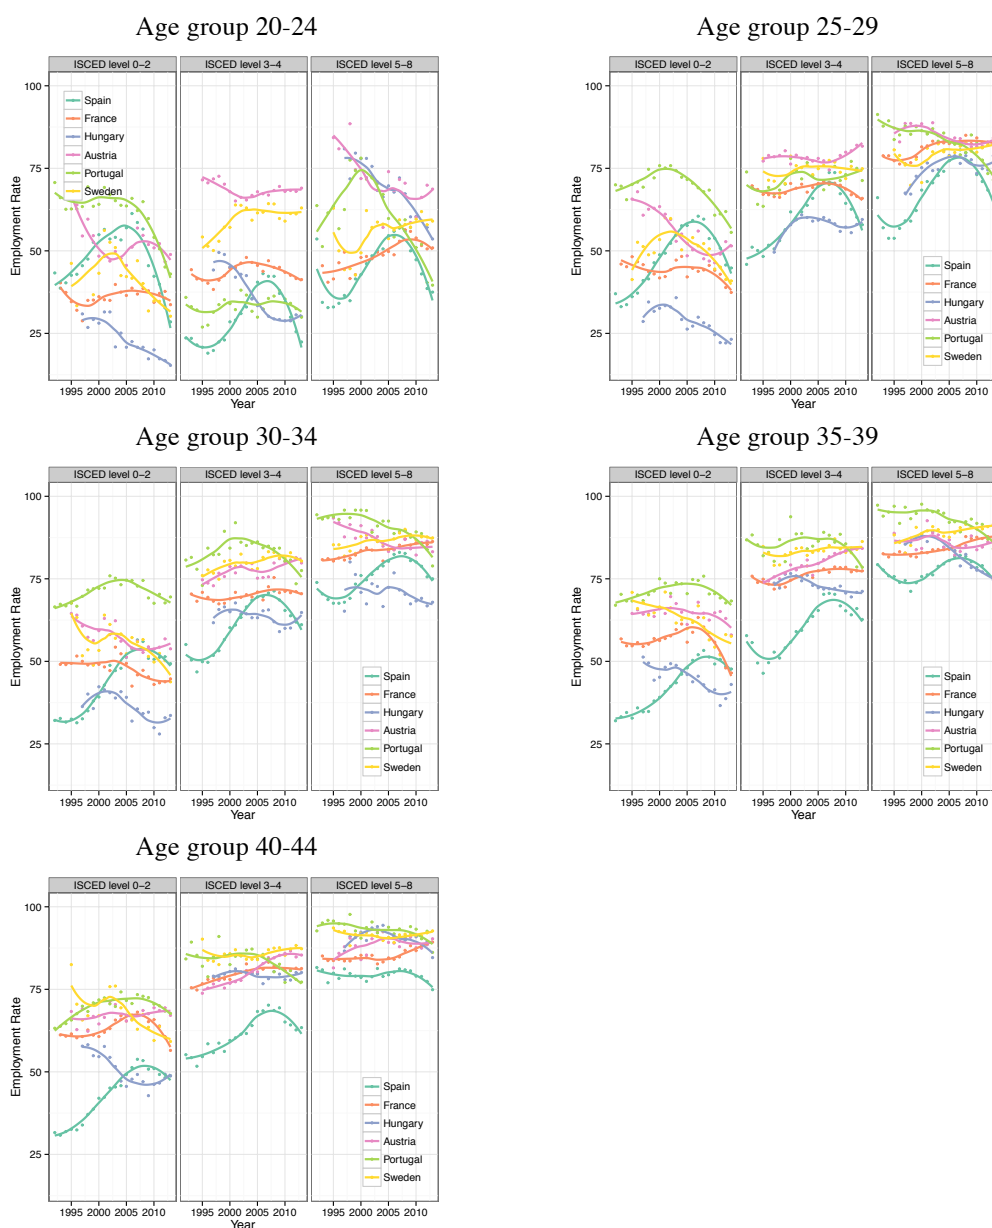 Age group 20-24
ISCED level 0−2 ISCED level 3−4 ISCED level 5−8
Employment Rate
100
75
50
25
Spain
France
Hungary
Austria
Portugal
Sweden
1995 2000 2005 2010 1995 2000 2005 2010 1995 2000 2005 2010
Year
Age group 25-29
ISCED level 0−2 ISCED level 3−4 ISCED level 5−8
Employment Rate
100
75
50
25
Spain
France
Hungary
Austria
Portugal
Sweden
1995 2000 2005 2010 1995 2000 2005 2010 1995 2000 2005 2010
Year
Age group 30-34
ISCED level 0−2 ISCED level 3−4 ISCED level 5−8
Employment Rate
100
75
50
25
Spain
France
Hungary
Austria
Portugal
Sweden
1995 2000 2005 2010 1995 2000 2005 2010 1995 2000 2005 2010
Year
Age group 35-39
ISCED level 0−2 ISCED level 3−4 ISCED level 5−8
Employment Rate
100
75
50
25
Spain
France
Hungary
Austria
Portugal
Sweden
1995 2000 2005 2010 1995 2000 2005 2010 1995 2000 2005 2010
Year
Age group 40-44
ISCED level 0−2 ISCED level 3−4 ISCED level 5−8
Employment Rate
100
75
50
25
Spain
France
Hungary
Austria
Portugal
Sweden
1995 2000 2005 2010 1995 2000 2005 2010 1995 2000 2005 2010
Year